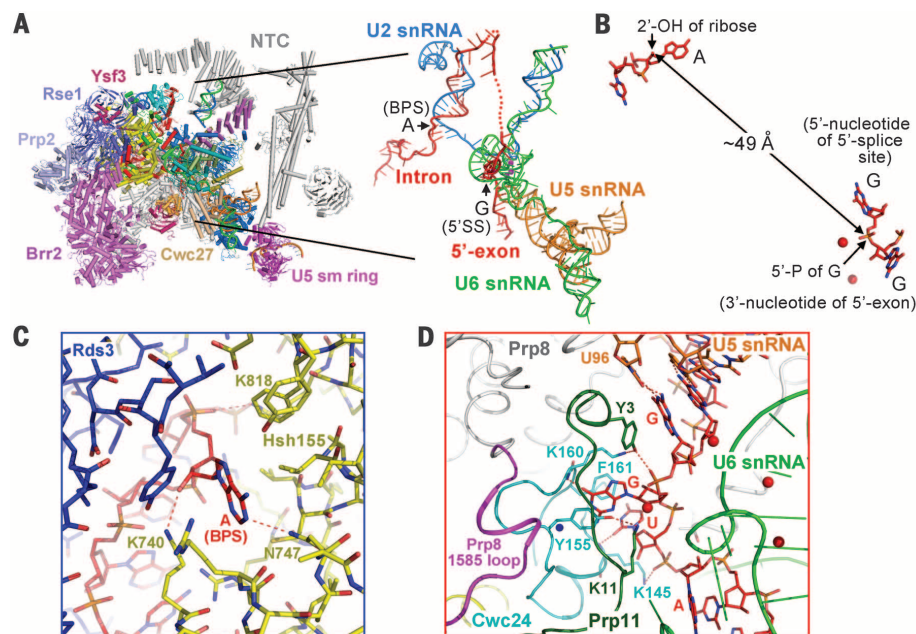 A
NTC
Ysf3
Rse1
Prp2
Brr2
Cwc27
U5 sm ring
U2 snRNA
(BPS)
A
Intron
G
(5'SS)
5'-exon
U5 snRNA
U6 snRNA
B
2'-OH of ribose
A
~49 Å
(5'-nucleotide
of 5'-splice
site)
G
5'-P of G
G
(3'-nucleotide of 5'-exon)
C
Rds3
K818
Hsh155
A
(BPS)
K740
N747
D
Prp8
U96
U5 snRNA
Y3
G
K160
F161
U6 snRNA
G
U
Prp8
1585 loop
Y155
K11
K145
A
Cwc24
Prp11